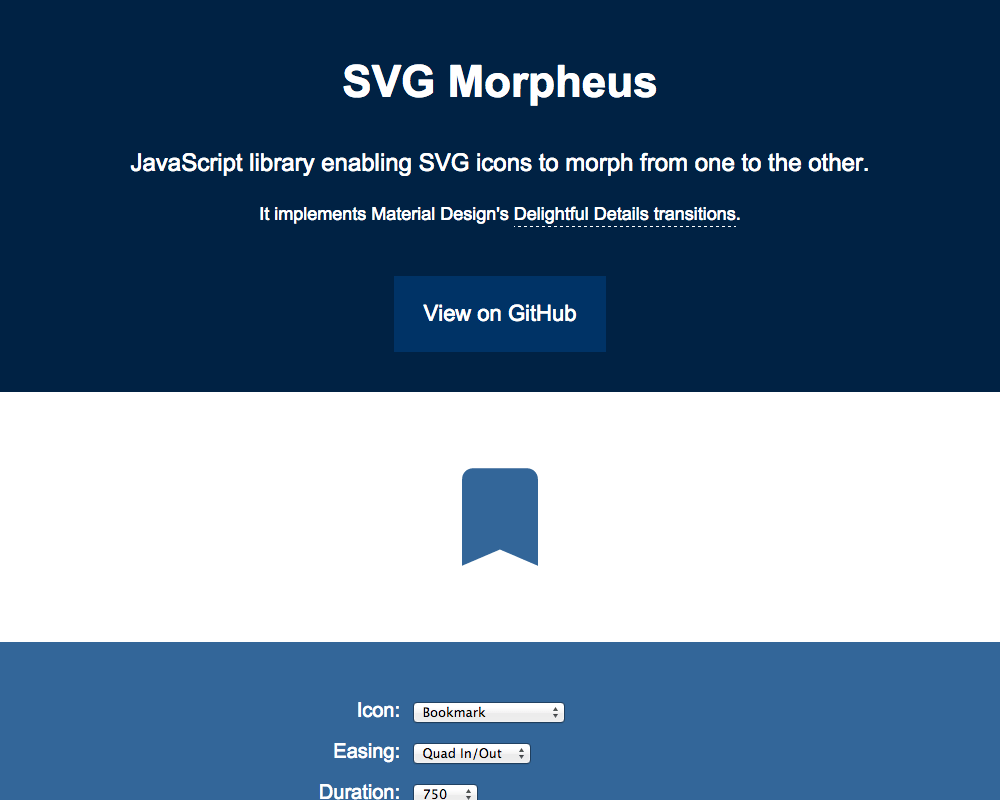 SVG Morpheus
JavaScript library enabling SVG icons to morph from one to the other.
It implements Material Design's Delightful Details transitions.
View on GitHub
Icon: Bookmark
Easing: Quad In/Out
Duration: 750